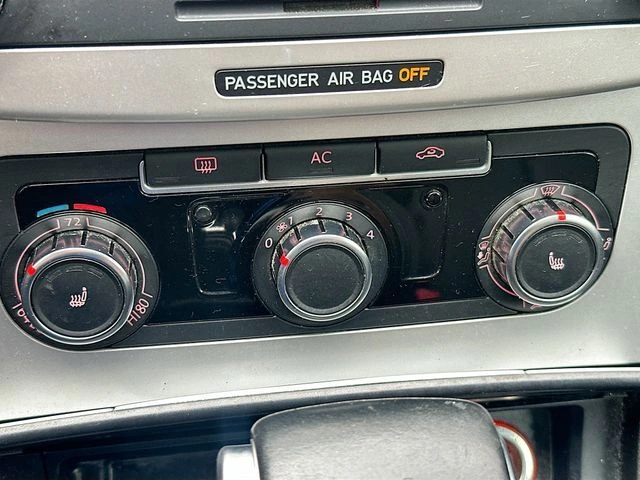 PASSENGER AIR BAG OFF
AC
72
0 1 2 3 4
HI80